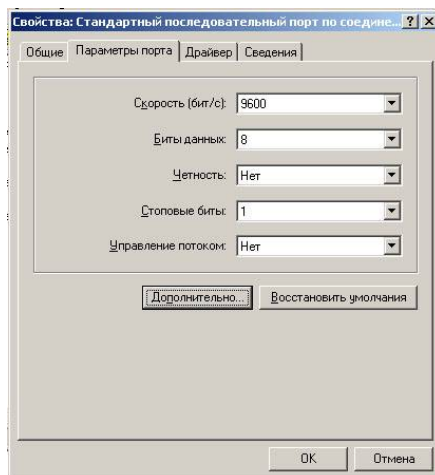 Свойства: Стандартный последовательный порт по соедине...
Общие Параметры порта Драйвер Сведения
Скорость (бит/с): 9600
Биты данных: 8
Четность: Нет
Стоповые биты: 1
Управление потоком: Нет
Дополнительно... Восстановить умолчания
OK Отмена